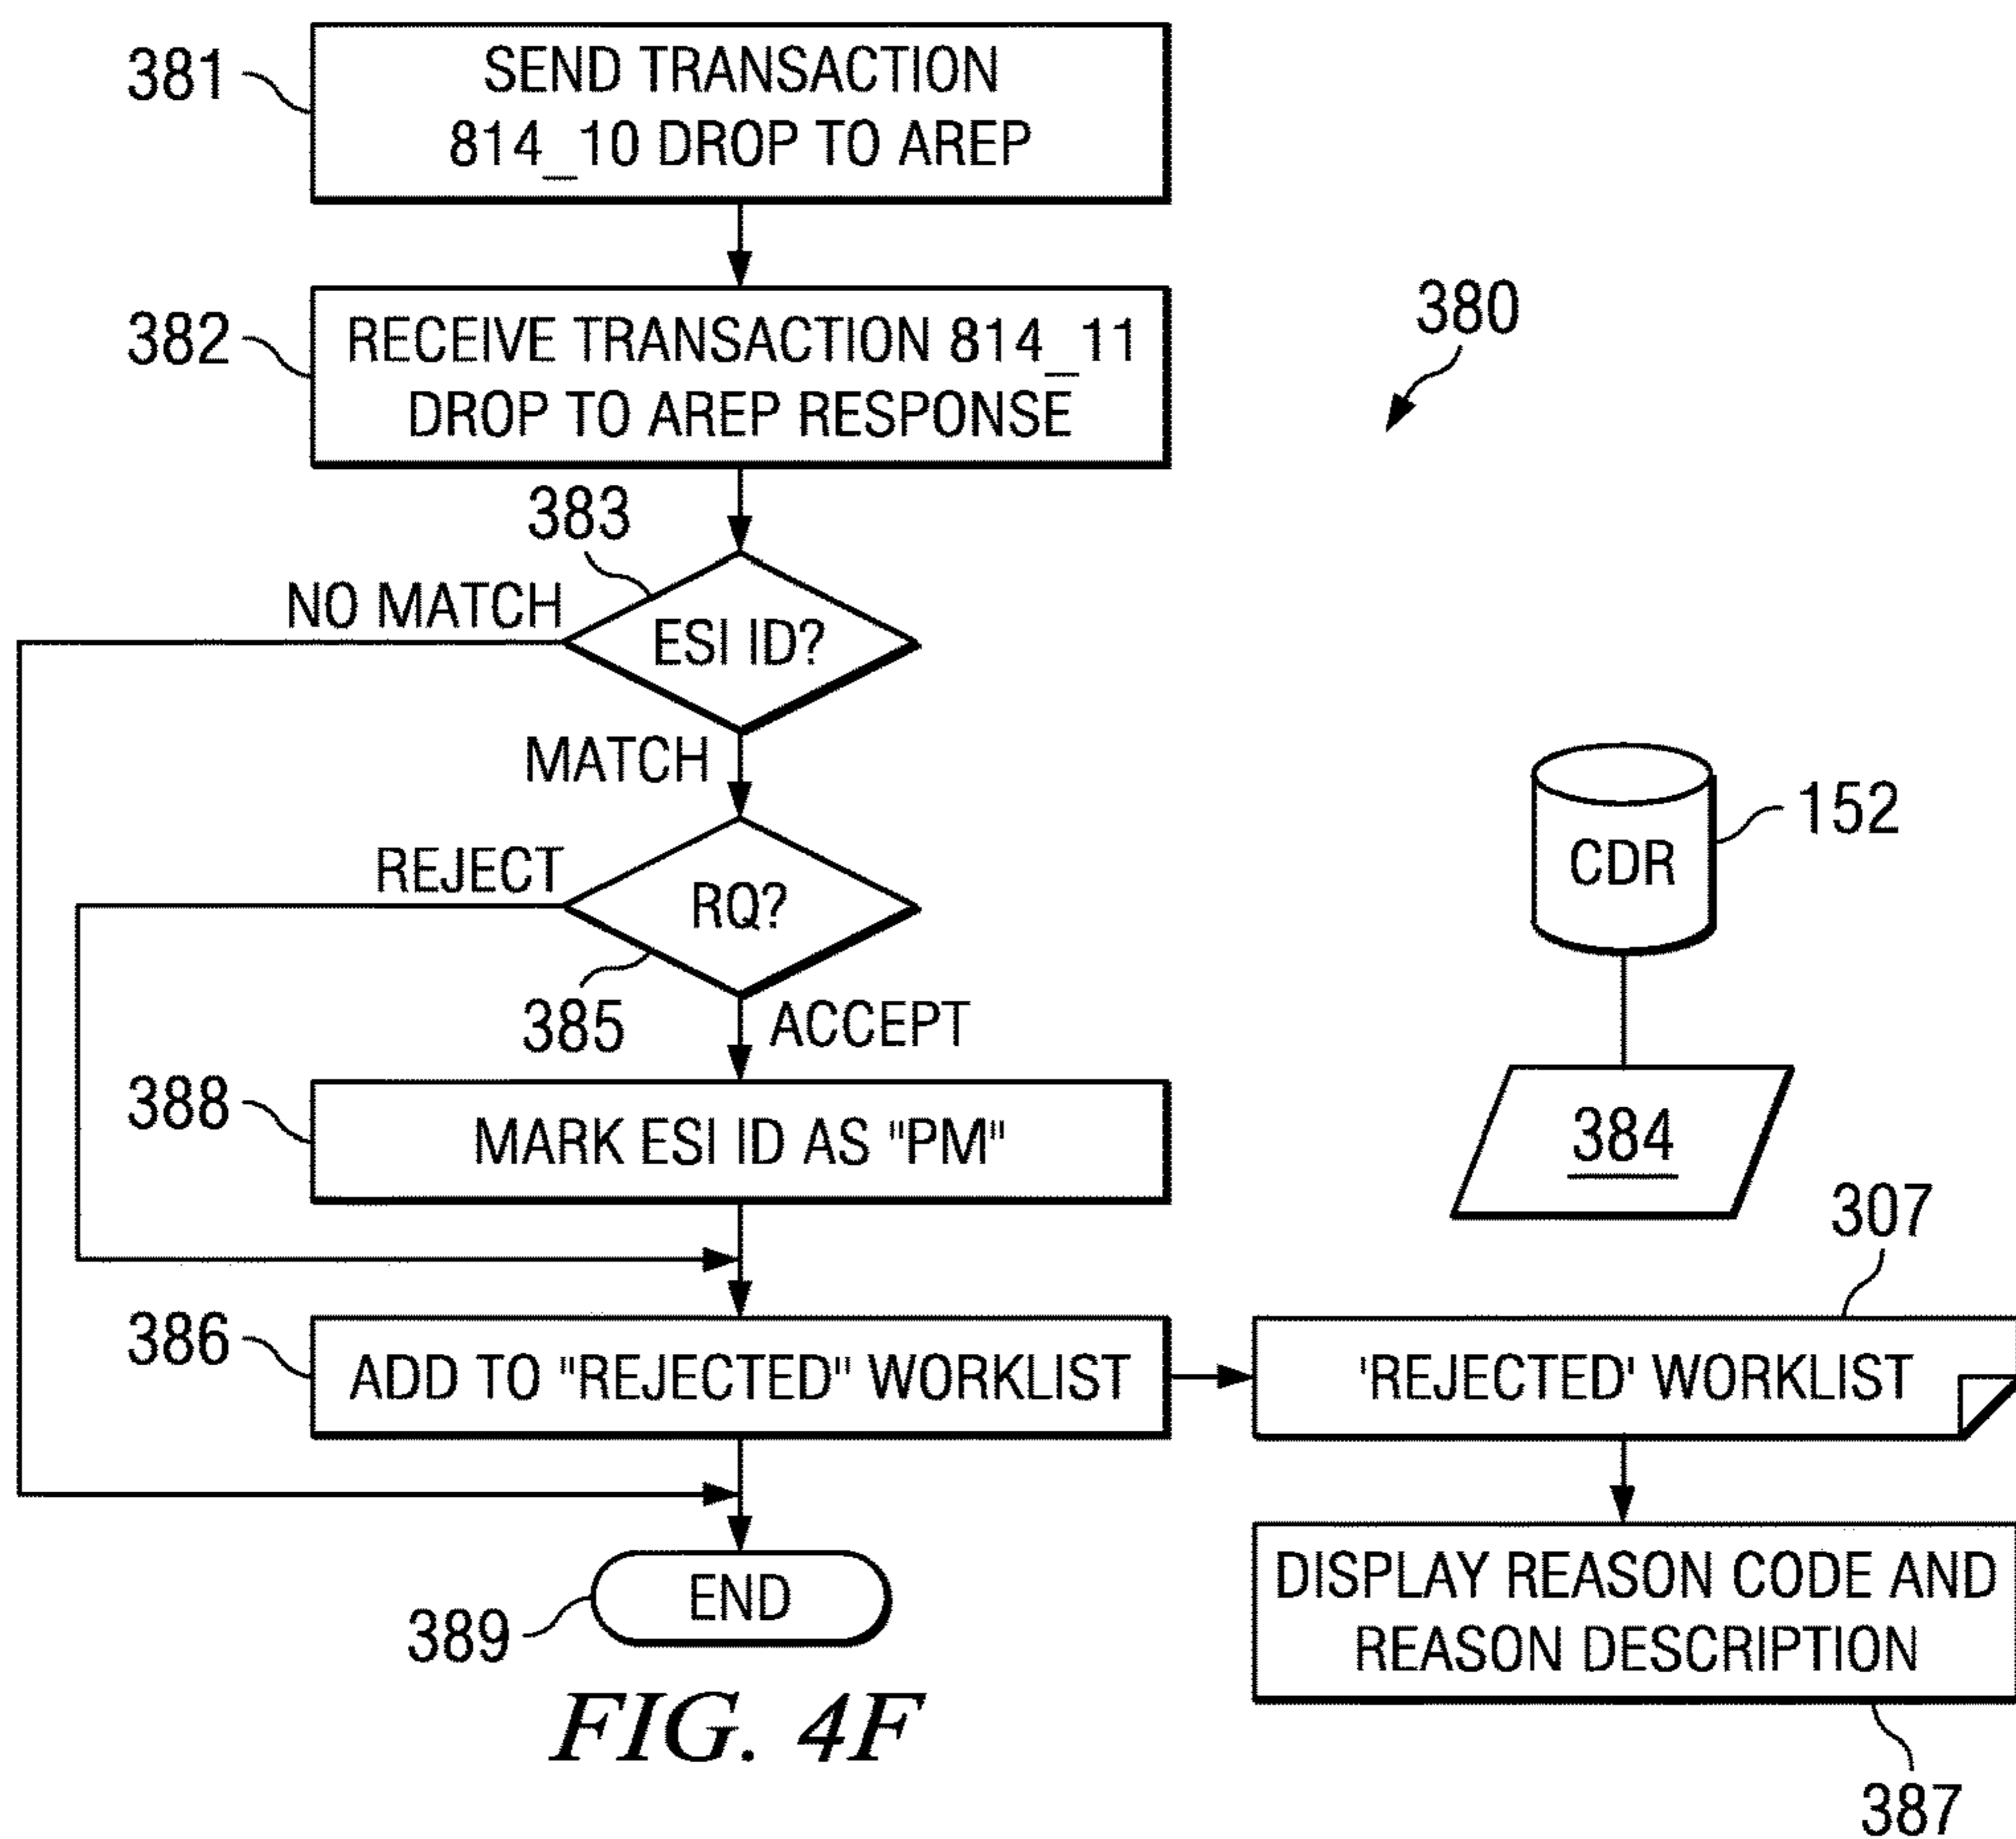 381
SEND TRANSACTION
814_10 DROP TO AREP
382
RECEIVE TRANSACTION 814_11
DROP TO AREP RESPONSE
380
383
NO MATCH
ESI ID?
MATCH
CDR
152
REJECT
RQ?
385
ACCEPT
388
MARK ESI ID AS "PM"
384
307
386
ADD TO "REJECTED" WORKLIST
'REJECTED' WORKLIST
389
END
DISPLAY REASON CODE AND
REASON DESCRIPTION
387
FIG. 4F